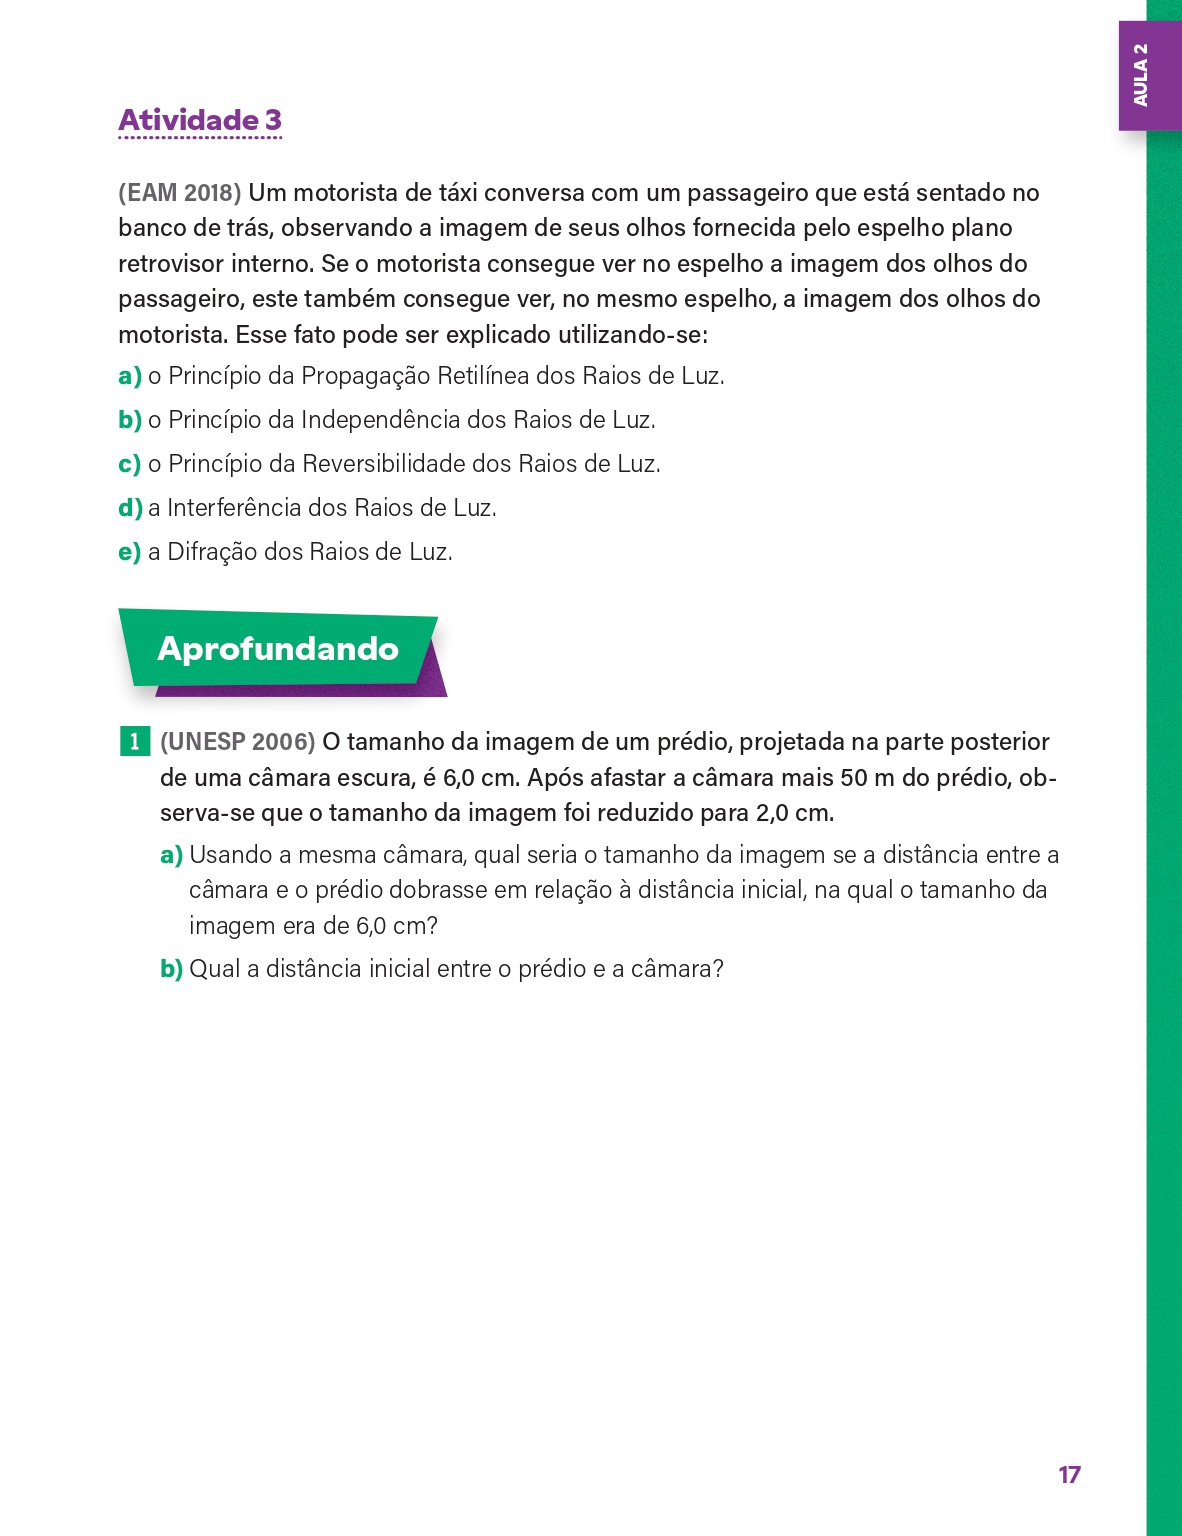 AULA 2
Atividade 3
(EAM 2018) Um motorista de táxi conversa com um passageiro que está sentado no
banco de trás, observando a imagem de seus olhos fornecida pelo espelho plano
retrovisor interno. Se o motorista consegue ver no espelho a imagem dos olhos do
passageiro, este também consegue ver, no mesmo espelho, a imagem dos olhos do
motorista. Esse fato pode ser explicado utilizando-se:
a) o Princípio da Propagação Retilínea dos Raios de Luz.
b) o Princípio da Independência dos Raios de Luz.
c) o Princípio da Reversibilidade dos Raios de Luz.
d) a Interferência dos Raios de Luz.
e) a Difração dos Raios de Luz.
Aprofundando
1 (UNESP 2006) O tamanho da imagem de um prédio, projetada na parte posterior
de uma câmara escura, é 6,0 cm. Após afastar a câmara mais 50 m do prédio, ob-
serva-se que o tamanho da imagem foi reduzido para 2,0 cm.
a) Usando a mesma câmara, qual seria o tamanho da imagem se a distância entre a
câmara e o prédio dobrasse em relação à distância inicial, na qual o tamanho da
imagem era de 6,0 cm?
b) Qual a distância inicial entre o prédio e a câmara?
17